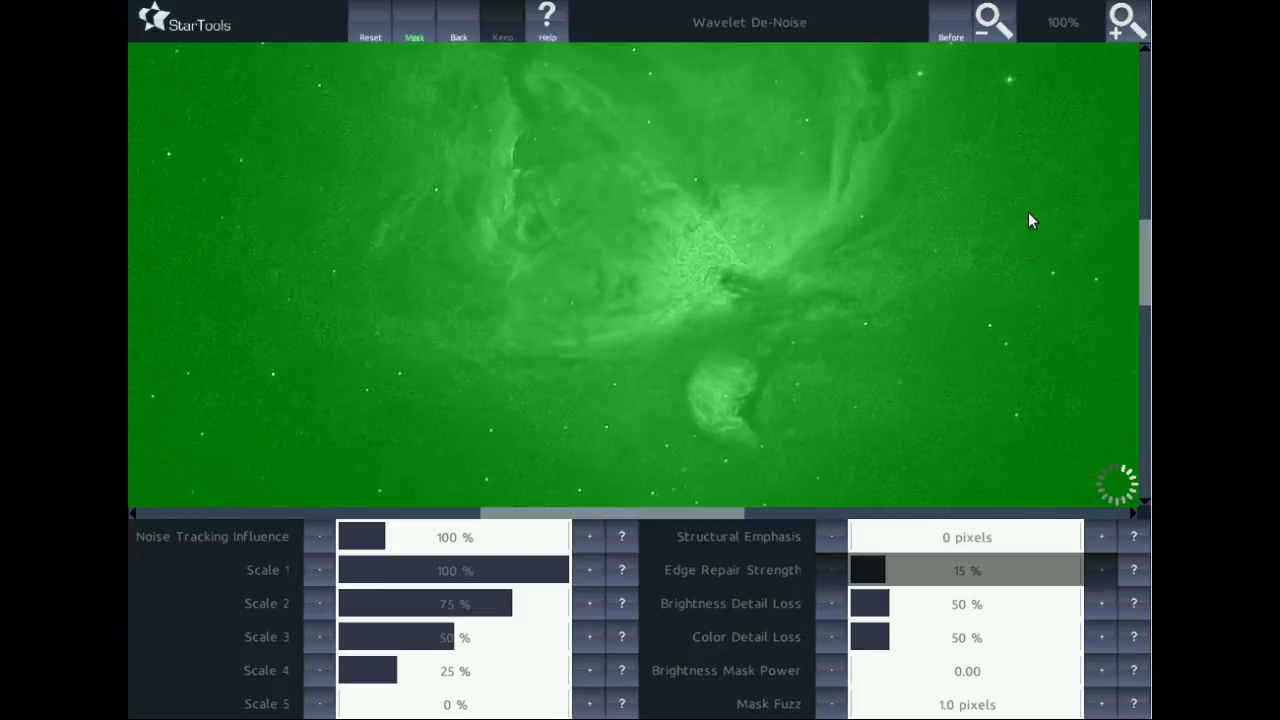 StarTools
Reset Mask Back Keep ? Help
Wavelet De-Noise
Before 100%
Noise Tracking Influence - 100 % + ?
Scale 1 - 100 % + ?
Scale 2 - 75 % + ?
Scale 3 - 50 % + ?
Scale 4 - 25 % + ?
Scale 5 - 0 % + ?
Structural Emphasis - 0 pixels + ?
Edge Repair Strength - 15 % + ?
Brightness Detail Loss - 50 % + ?
Color Detail Loss - 50 % + ?
Brightness Mask Power - 0.00 + ?
Mask Fuzz - 1.0 pixels + ?